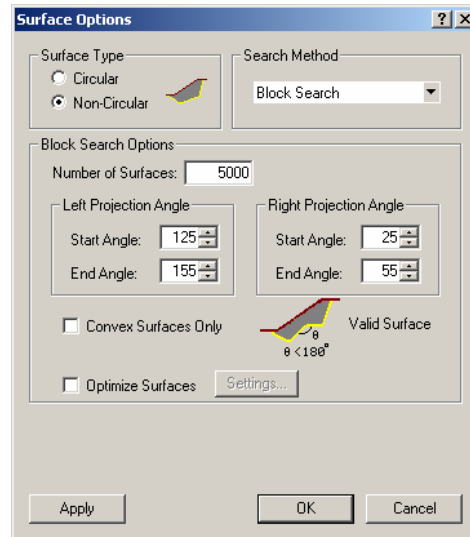 Surface Options
Surface Type
Circular
Non-Circular
Search Method
Block Search
Block Search Options
Number of Surfaces: 5000
Left Projection Angle
Start Angle: 125
End Angle: 155
Right Projection Angle
Start Angle: 25
End Angle: 55
Convex Surfaces Only
θ
θ <180°
Valid Surface
Optimize Surfaces
Settings...
Apply
OK
Cancel